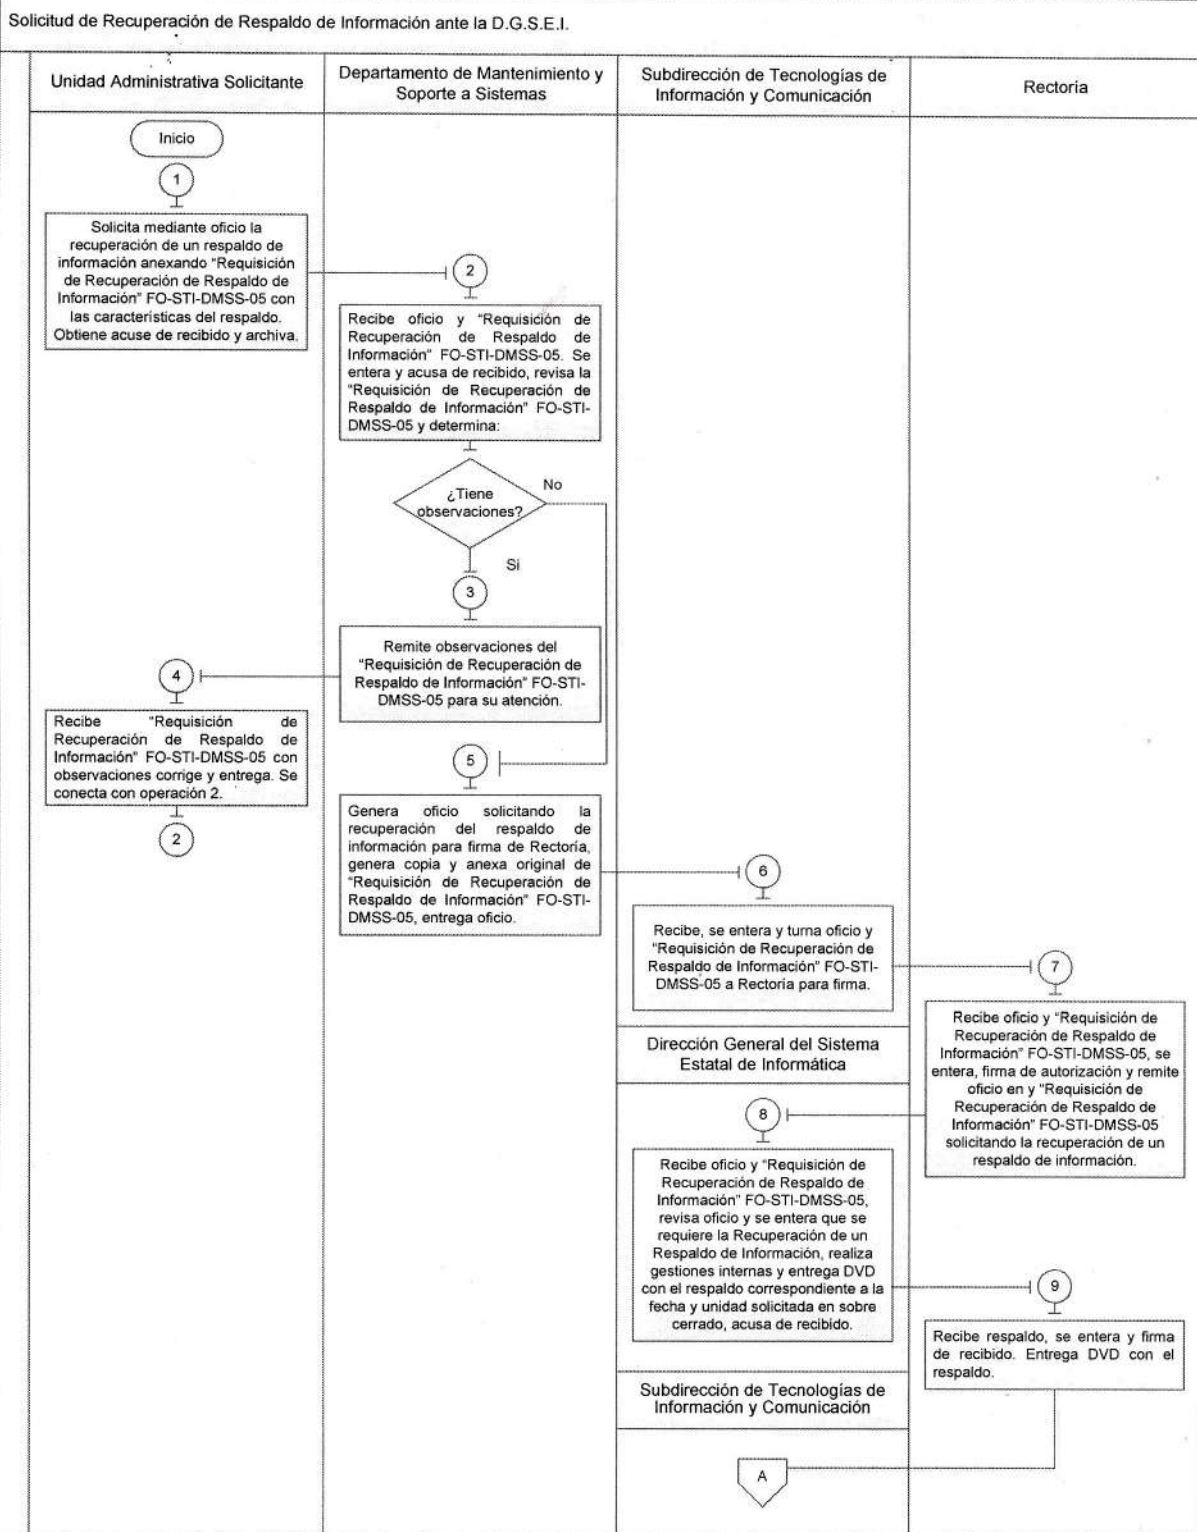 Solicitud de Recuperación de Respaldo de Información ante la D.G.S.E.I.
Unidad Administrativa Solicitante
Departamento de Mantenimiento y
Soporte a Sistemas
Subdirección de Tecnologías de
Información y Comunicación
Rectoría
Inicio
1
Solicita mediante oficio la
recuperación de un respaldo de
información anexando "Requisición
de Recuperación de Respaldo de
Información" FO-STI-DMSS-05 con
las características del respaldo.
Obtiene acuse de recibido y archiva.
2
Recibe oficio y "Requisición de
Recuperación de Respaldo de
Información" FO-STI-DMSS-05. Se
entera y acusa de recibido, revisa la
"Requisición de Recuperación de
Respaldo de Información" FO-STI-
DMSS-05 y determina:
¿Tiene
observaciones?
No
Si
3
Remite observaciones del
"Requisición de Recuperación de
Respaldo de Información" FO-STI-
DMSS-05 para su atención.
4
Recibe "Requisición de
Recuperación de Respaldo de
Información" FO-STI-DMSS-05 con
observaciones corrige y entrega. Se
conecta con operación 2.
2
5
Genera oficio solicitando la
recuperación del respaldo de
información para firma de Rectoría,
genera copia y anexa original de
"Requisición de Recuperación de
Respaldo de Información" FO-STI-
DMSS-05, entrega oficio.
6
Recibe, se entera y turna oficio y
"Requisición de Recuperación de
Respaldo de Información" FO-STI-
DMSS-05 a Rectoría para firma.
7
Recibe oficio y "Requisición de
Recuperación de Respaldo de
Información" FO-STI-DMSS-05, se
entera, firma de autorización y remite
oficio en y "Requisición de
Recuperación de Respaldo de
Información" FO-STI-DMSS-05
solicitando la recuperación de un
respaldo de información.
Dirección General del Sistema
Estatal de Informática
8
Recibe oficio y "Requisición de
Recuperación de Respaldo de
Información" FO-STI-DMSS-05,
revisa oficio y se entera que se
requiere la Recuperación de un
Respaldo de Información, realiza
gestiones internas y entrega DVD
con el respaldo correspondiente a la
fecha y unidad solicitada en sobre
cerrado, acusa de recibido.
9
Recibe respaldo, se entera y firma
de recibido. Entrega DVD con el
respaldo.
Subdirección de Tecnologías de
Información y Comunicación
A